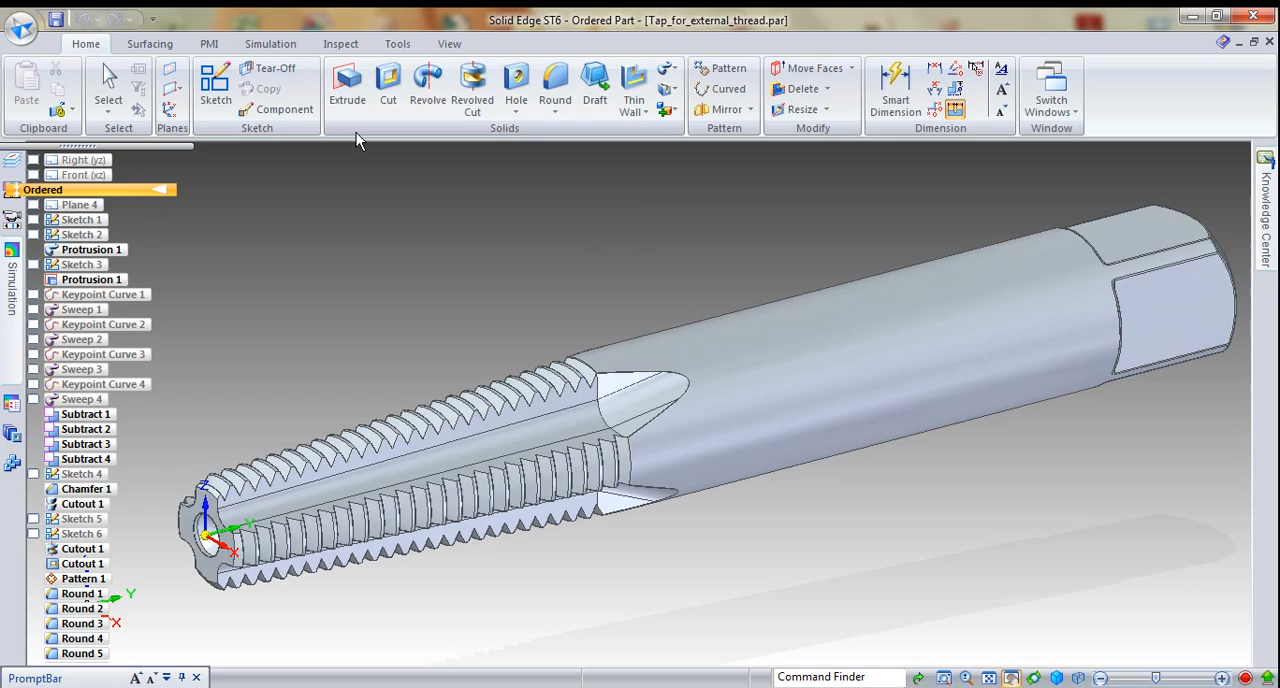 Solid Edge ST6 - Ordered Part - [Tap_for_external_thread.par]
Home Surfacing PMI Simulation Inspect Tools View
Paste
Clipboard
Select
Select
Planes
Sketch
Tear-Off
Copy
Component
Sketch
Extrude Cut Revolve Revolved Cut Hole Round Draft Thin Wall
Solids
Pattern
Curved
Mirror
Pattern
Move Faces
Delete
Resize
Modify
Smart Dimension
Dimension
Switch Windows
Window
Right (yz)
Front (xz)
Ordered
Plane 4
Sketch 1
Sketch 2
Protrusion 1
Sketch 3
Protrusion 1
Keypoint Curve 1
Sweep 1
Keypoint Curve 2
Sweep 2
Keypoint Curve 3
Sweep 3
Keypoint Curve 4
Sweep 4
Subtract 1
Subtract 2
Subtract 3
Subtract 4
Sketch 4
Chamfer 1
Cutout 1
Sketch 5
Sketch 6
Cutout 1
Cutout 1
Pattern 1
Round 1
Round 2
Round 3
Round 4
Round 5
Simulation
Knowledge Center
Z
Y
X
Y
X
PromptBar
Command Finder